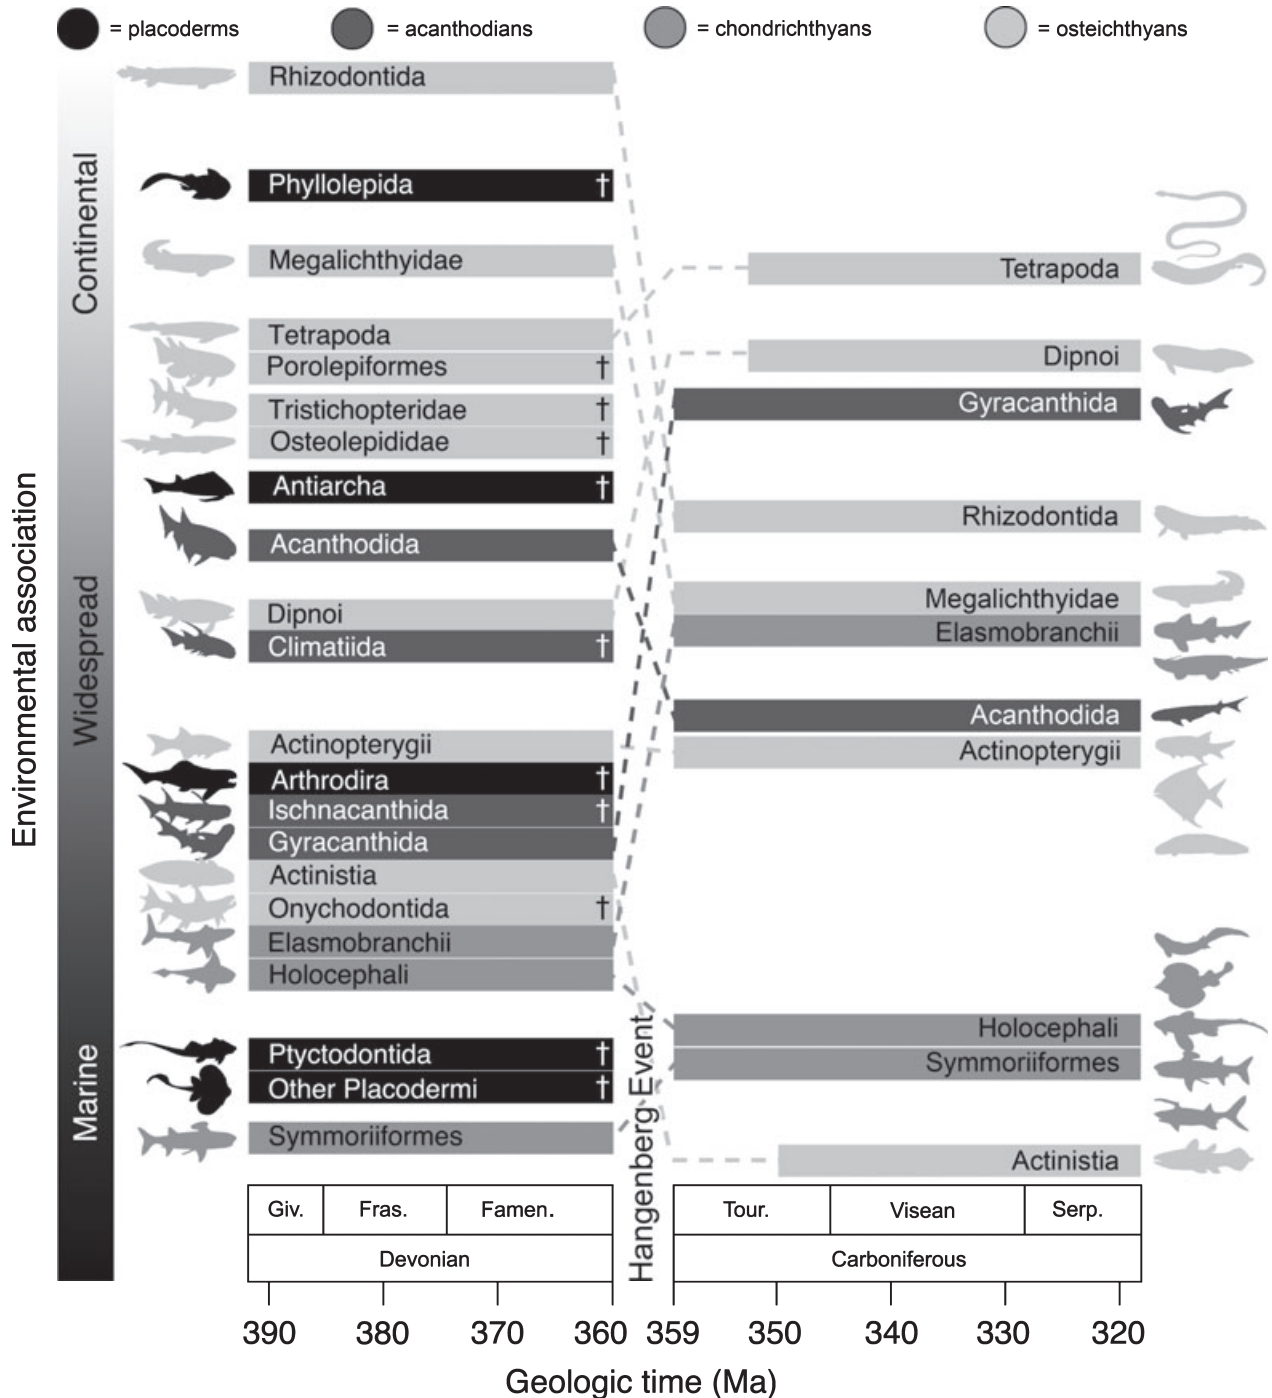 = placoderms
= acanthodians
= chondrichthyans
= osteichthyans
Environmental association
Continental
Widespread
Marine
Rhizodontida
Phyllolepida †
Megalichthyidae
Tetrapoda
Porolepiformes †
Tristichopteridae †
Osteolepididae †
Antiarcha †
Acanthodida
Dipnoi
Climatiida †
Actinopterygii
Arthrodira †
Ischnacanthida †
Gyracanthida
Actinistia
Onychodontida †
Elasmobranchii
Holocephali
Ptyctodontida †
Other Placodermi †
Symmoriiformes
Hangenberg Event
Tetrapoda
Dipnoi
Gyracanthida
Rhizodontida
Megalichthyidae
Elasmobranchii
Acanthodida
Actinopterygii
Holocephali
Symmoriiformes
Actinistia
Giv. Fras. Famen. Tour. Visean Serp.
Devonian Carboniferous
390 380 370 360 359 350 340 330 320
Geologic time (Ma)